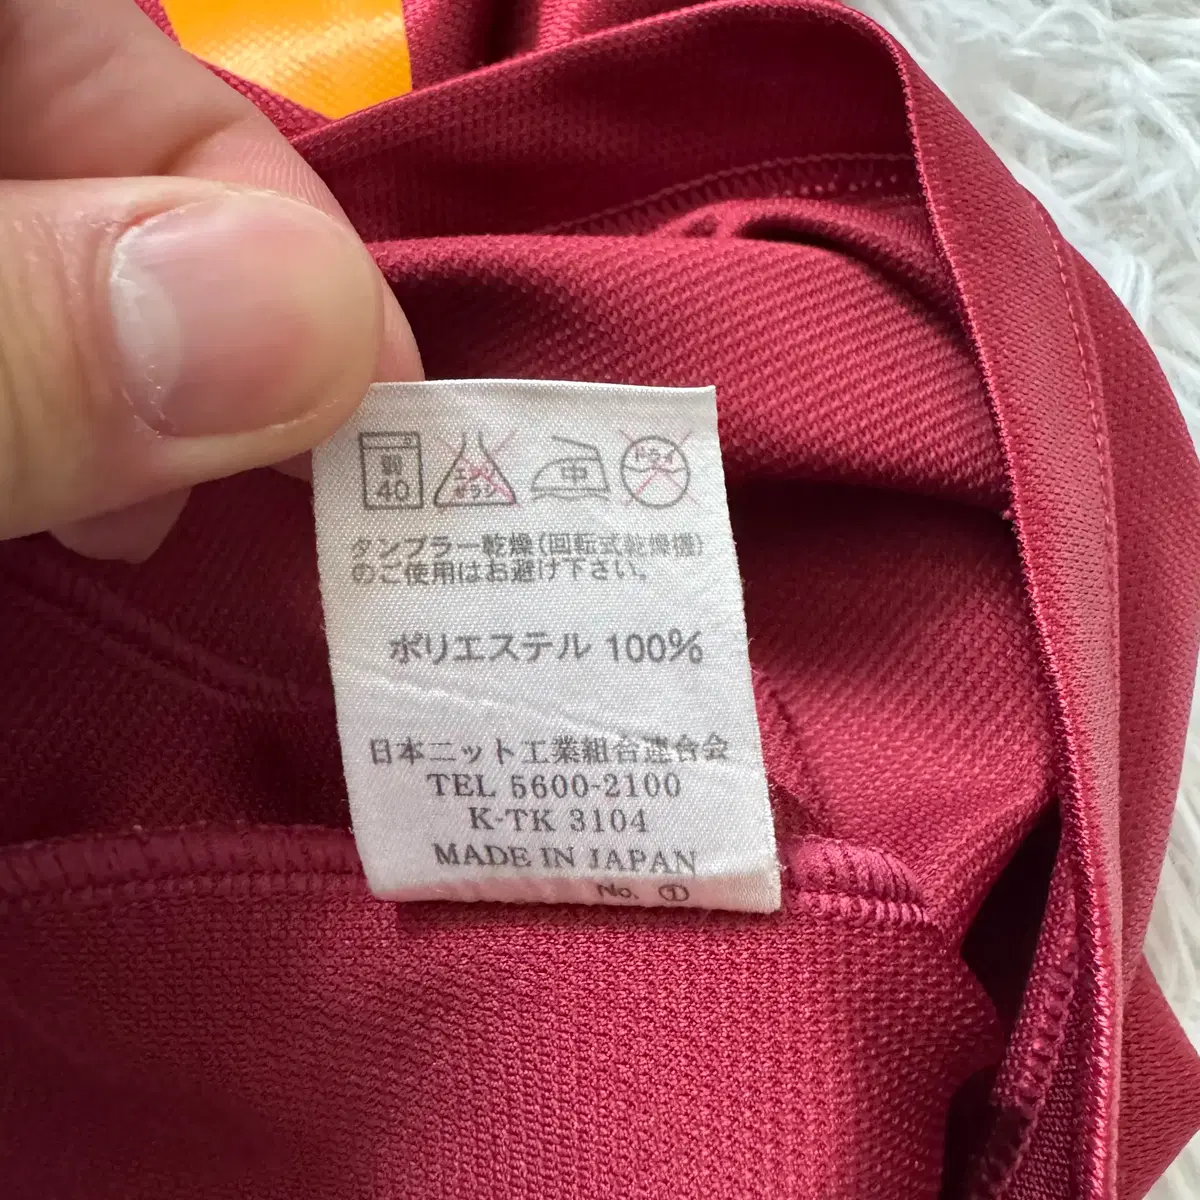 弱
40
エンソ
サラシ
中
ドライ
タンブラー乾燥(回転式乾燥機)
のご使用はお避け下さい。
ポリエステル 100%
日本ニット工業組合連合会
TEL 5600-2100
K-TK 3104
MADE IN JAPAN
No. ①